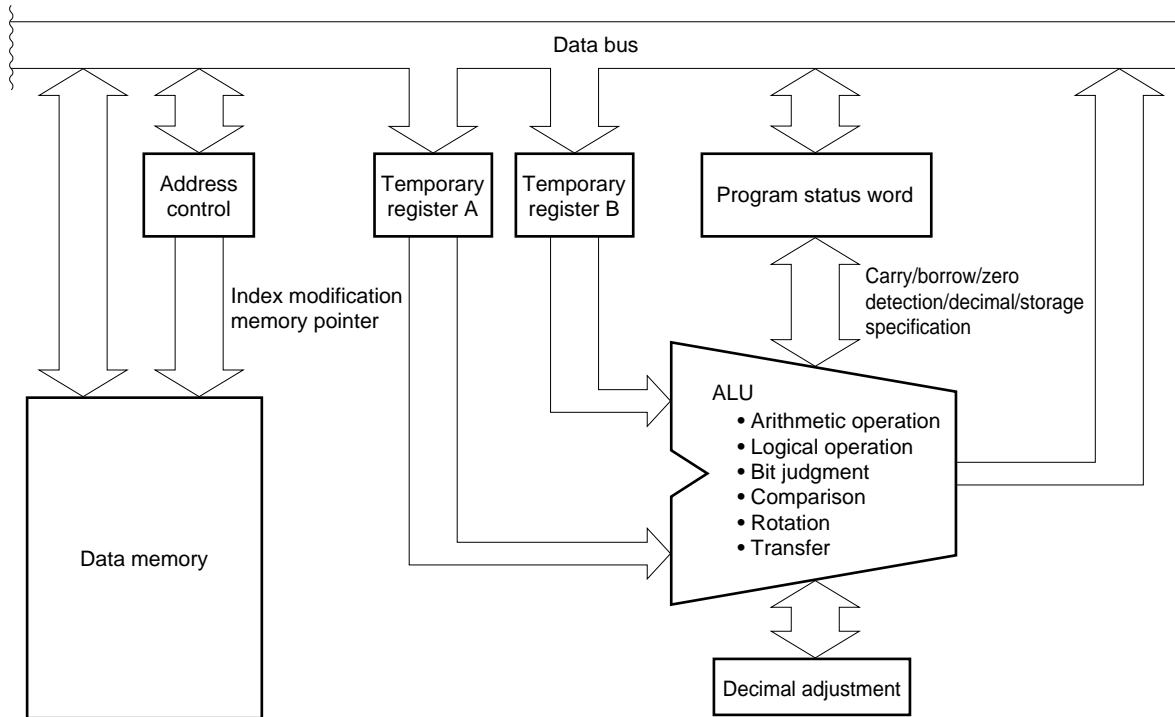 Data bus
Address
control
Temporary
register A
Temporary
register B
Program status word
Index modification
memory pointer
Carry/borrow/zero
detection/decimal/storage
specification
ALU
• Arithmetic operation
• Logical operation
• Bit judgment
• Comparison
• Rotation
• Transfer
Data memory
Decimal adjustment